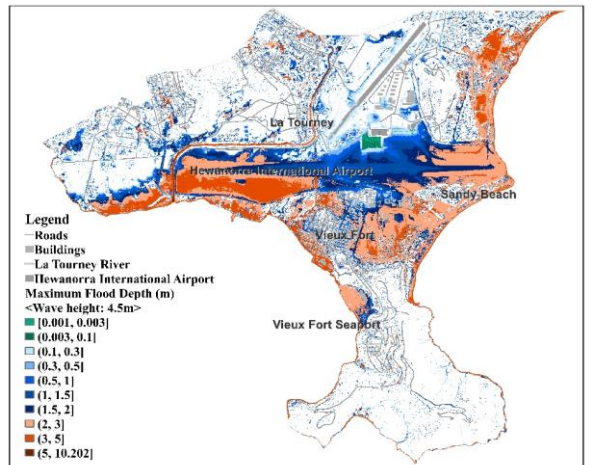 La Tourney
Hewanorra International Airport
Sandy Beach
Vieux Fort
Vieux Fort Seaport
Legend
Roads
Buildings
La Tourney River
Hewanorra International Airport
Maximum Flood Depth (m)
<Wave height: 4.5m>
[0.001, 0.003]
(0.003, 0.1]
(0.1, 0.3]
(0.3, 0.5]
(0.5, 1]
(1, 1.5]
(1.5, 2]
(2, 3]
(3, 5]
(5, 10.202]